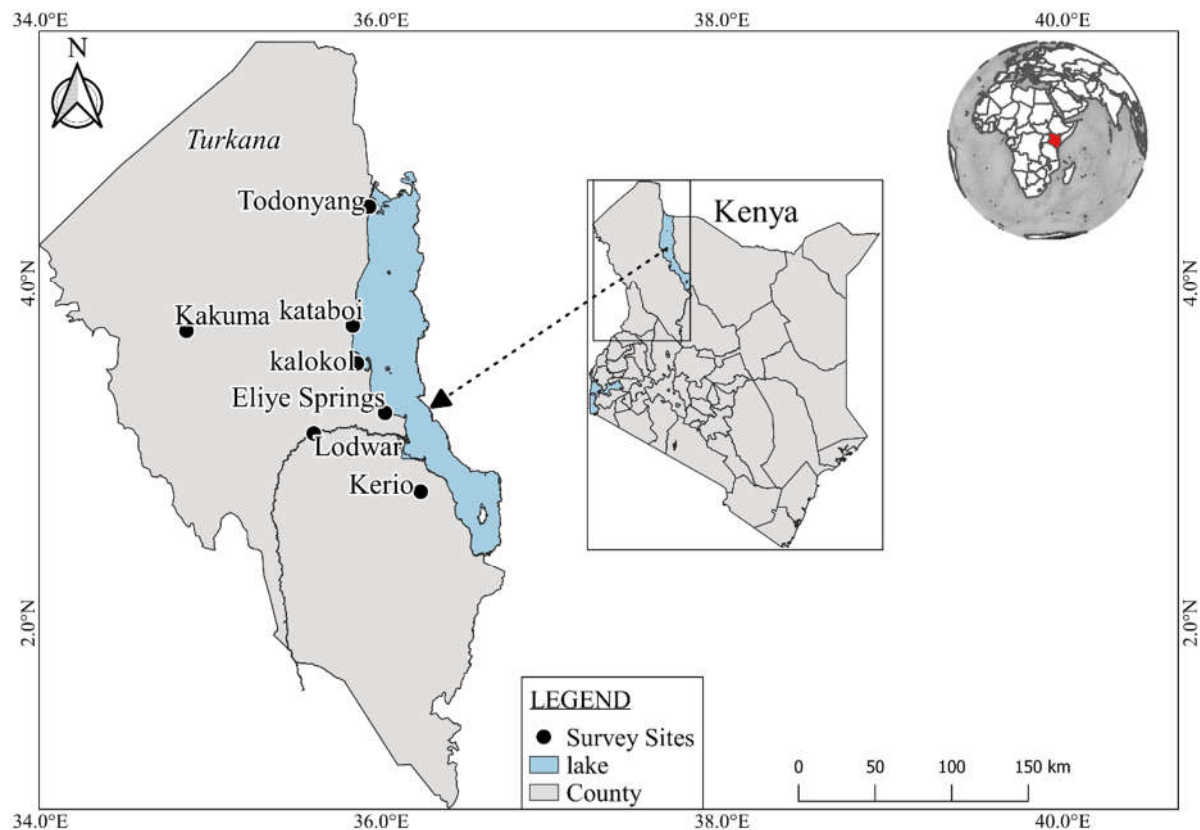 34.0°E 36.0°E 38.0°E 40.0°E
N
Turkana
Todonyang
Kenya
4.0°N 4.0°N
Kakuma kataboi
kalokol
Eliye Springs
Lodwar
Kerio
2.0°N 2.0°N
LEGEND
Survey Sites
lake
County
0 50 100 150 km
34.0°E 36.0°E 38.0°E 40.0°E